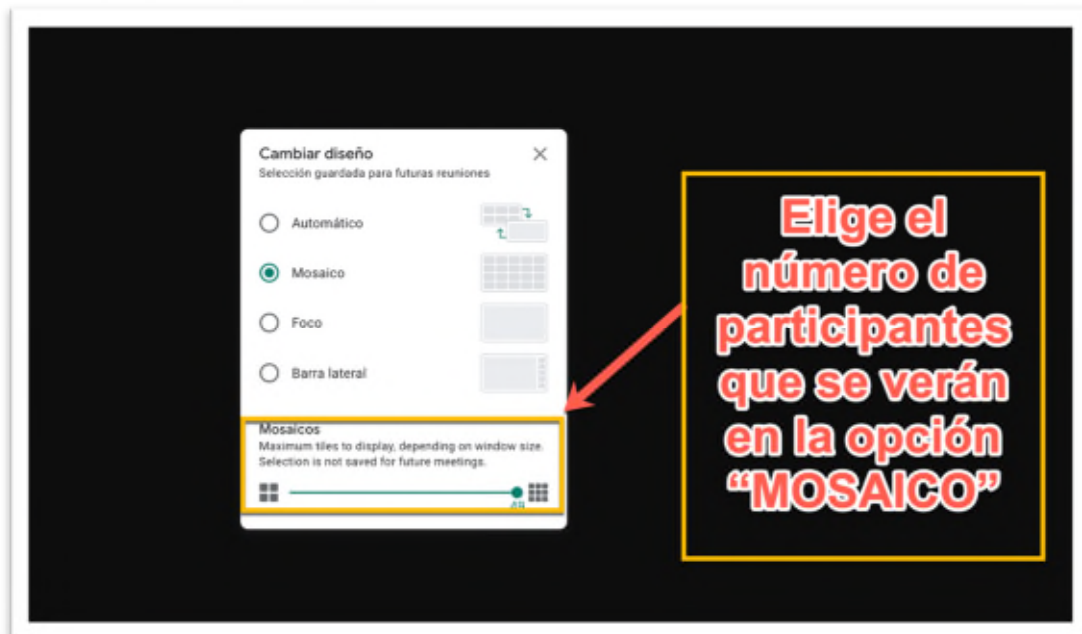 Cambiar diseño
Selección guardada para futuras reuniones
Automático
Mosaico
Foco
Barra lateral
Mosaicos
Maximum tiles to display, depending on window size.
Selection is not saved for future meetings.
49
Elige el
número de
participantes
que se verán
en la opción
“MOSAICO”